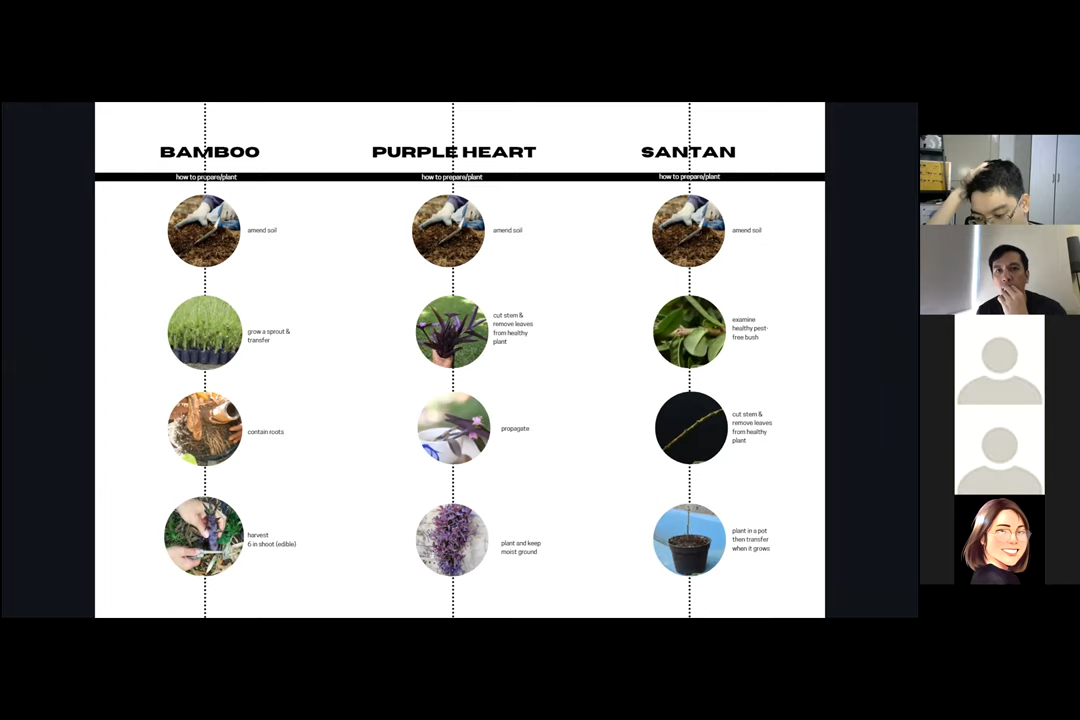 BAMBOO
how to prepare/plant
amend soil
grow a sprout &
transfer
contain roots
harvest
6 in shoot (edible)
PURPLE HEART
how to prepare/plant
amend soil
cut stem &
remove leaves
from healthy
plant
propagate
plant and keep
moist ground
SANTAN
how to prepare/plant
amend soil
examine
healthy pest-
free bush
cut stem &
remove leaves
from healthy
plant
plant in a pot
then transfer
when it grows